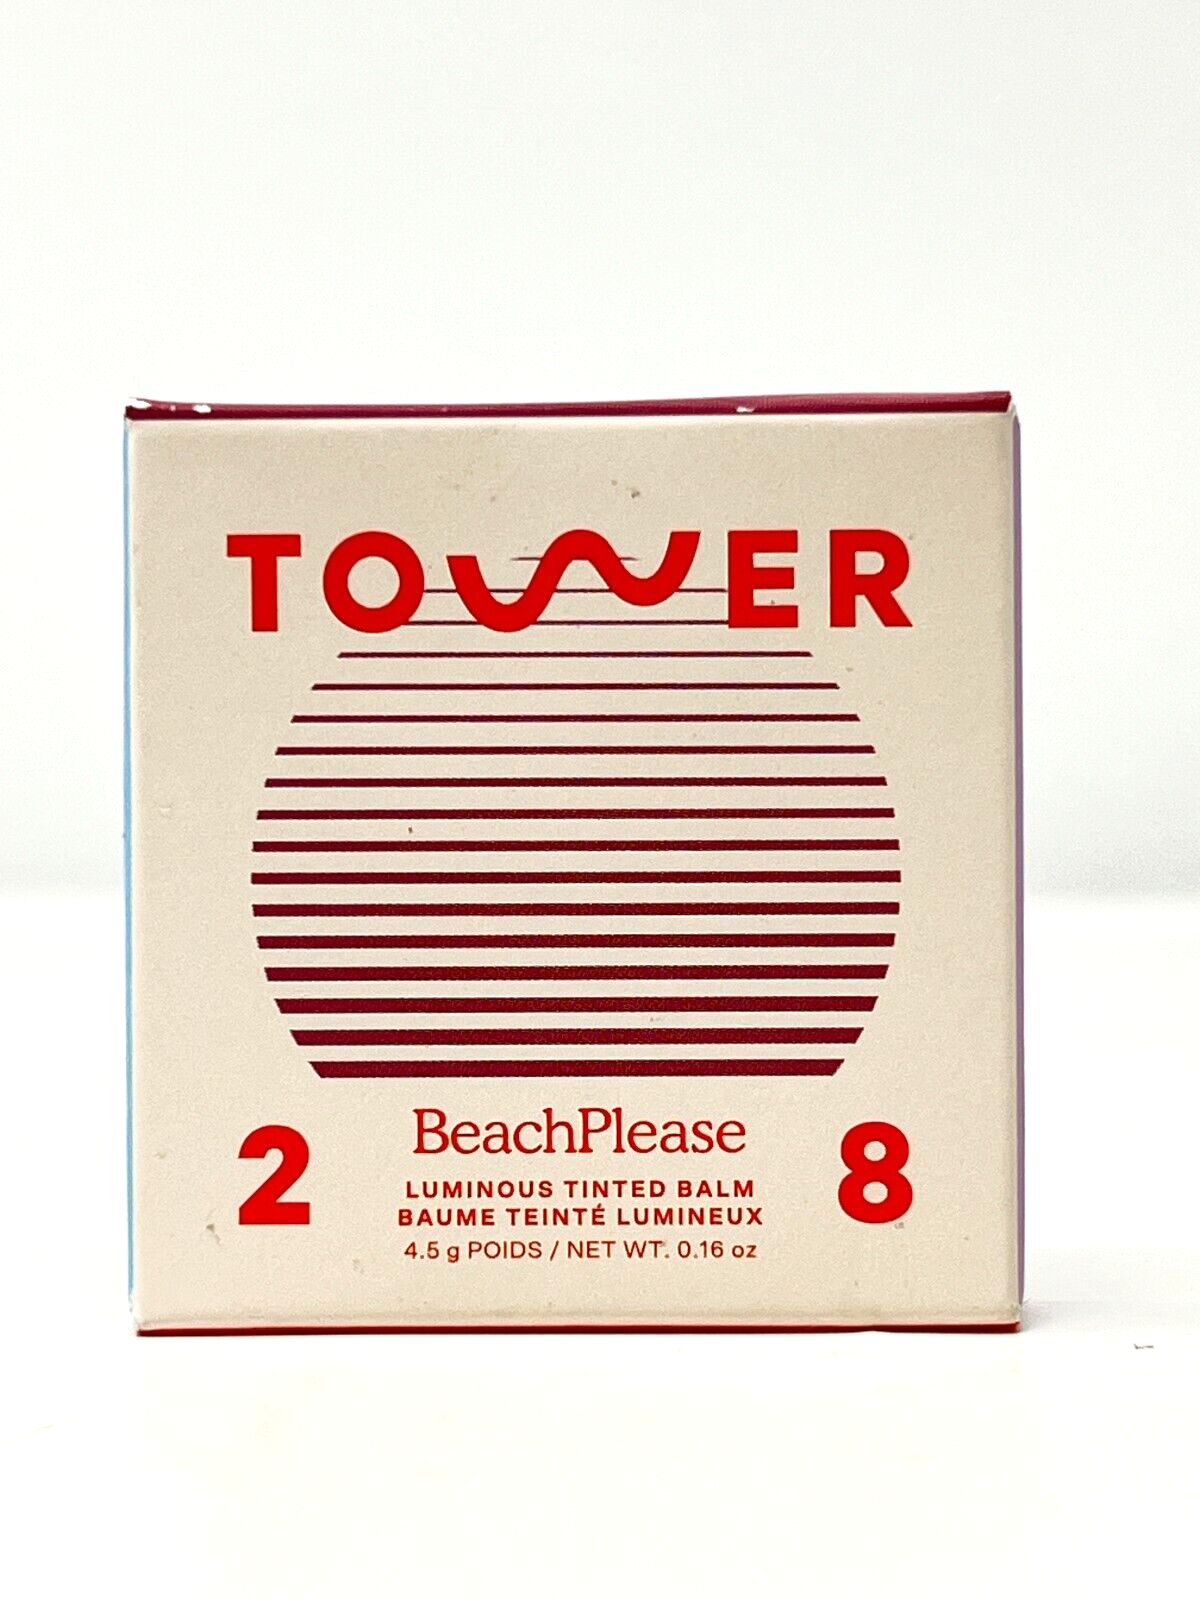 TOWER
2 8
BeachPlease
LUMINOUS TINTED BALM
BAUME TEINTÉ LUMINEUX
4.5 g POIDS / NET WT. 0.16 oz